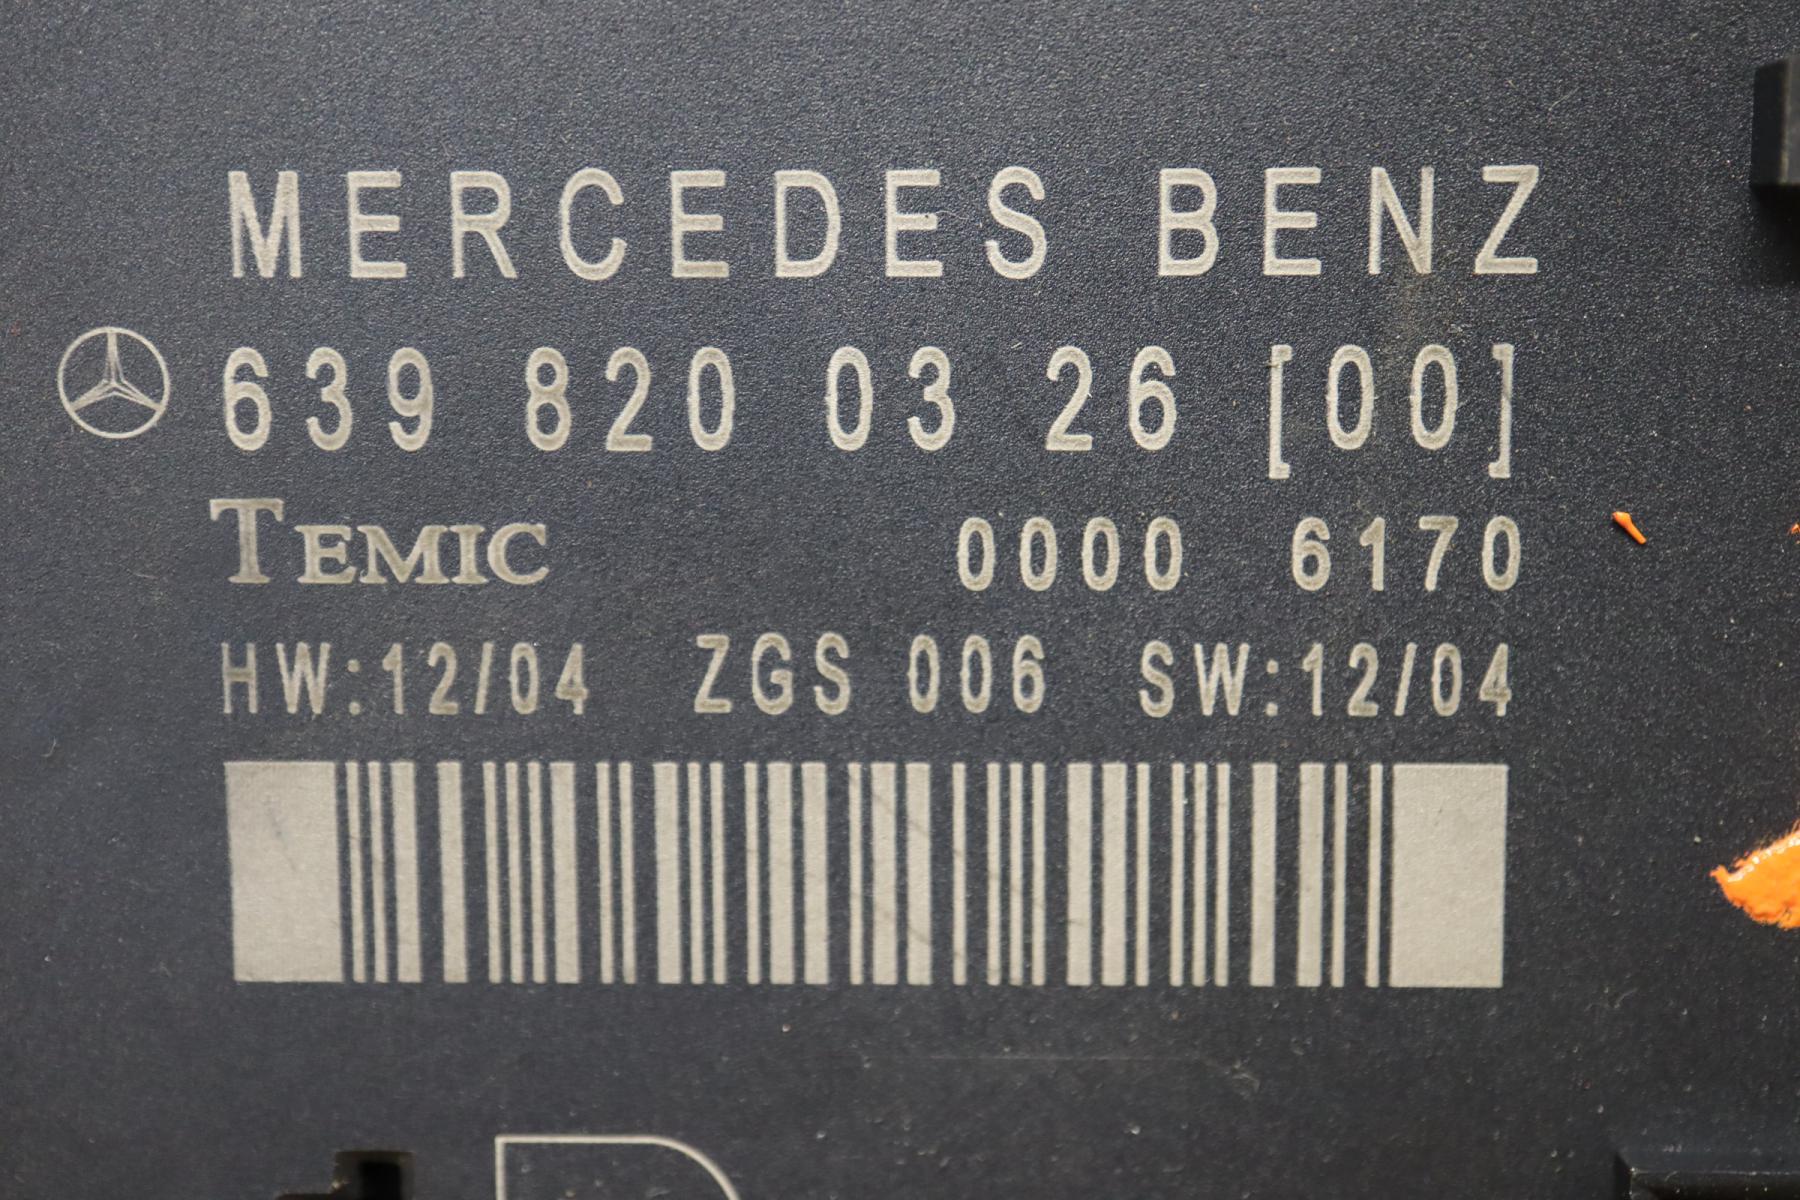 MERCEDES BENZ
639 820 03 26 [00]
TEMIC 0000 6170
HW:12/04 ZGS 006 SW:12/04